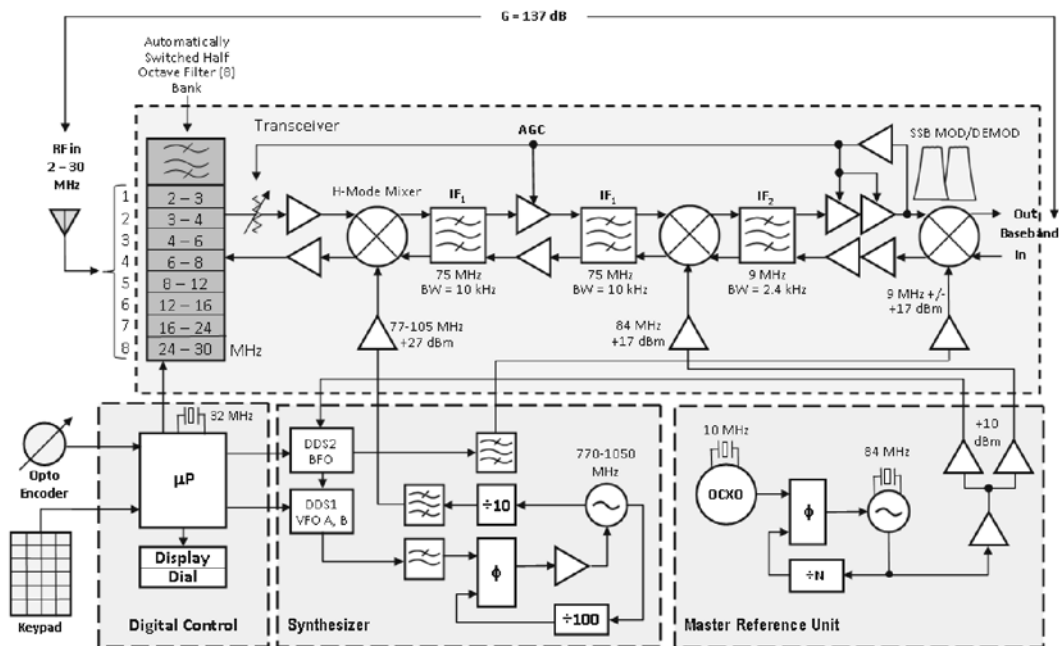 G = 137 dB
Automatically
Switched Half
Octave Filter (8)
Bank
RF in
2 – 30
MHz
Transceiver
AGC
SSB MOD/DEMOD
H-Mode Mixer
IF1
IF1
IF2
1
2
3
4
5
6
7
8
2 – 3
3 – 4
4 – 6
6 – 8
8 – 12
12 – 16
16 – 24
24 – 30
MHz
Out
Baseband
In
75 MHz
BW = 10 kHz
75 MHz
BW = 10 kHz
9 MHz
BW = 2.4 kHz
77-105 MHz
+27 dBm
84 MHz
+17 dBm
9 MHz +/-
+17 dBm
32 MHz
Opto
Encoder
µP
Display
Dial
Keypad
Digital Control
DDS2
BFO
DDS1
VFO A, B
÷10
770-1050
MHz
ϕ
÷100
Synthesizer
10 MHz
OCXO
ϕ
84 MHz
+10
dBm
÷N
Master Reference Unit